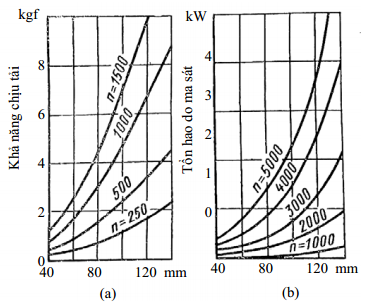 kgf
kW
Khả năng chịu tải
8
6
4
2
0
n=1500
1000
500
n=250
40
80
120
mm
(a)
Tồn hao do ma sát
4
3
2
1
0
n=5000
4000
3000
2000
n=1000
40
80
120
mm
(b)